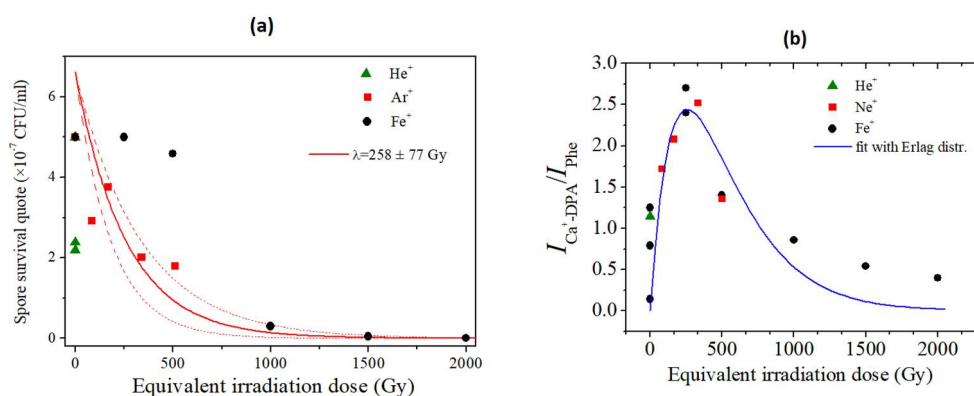 (a)
Spore survival quote (×10⁻⁷ CFU/ml)
6
4
2
0
He⁺
Ar⁺
Fe⁺
λ=258 ± 77 Gy
0 500 1000 1500 2000
Equivalent irradiation dose (Gy)
(b)
I Ca⁺-DPA/I Phe
3.0
2.5
2.0
1.5
1.0
0.5
0.0
He⁺
Ne⁺
Fe⁺
fit with Erlag distr.
0 500 1000 1500 2000
Equivalent irradiation dose (Gy)